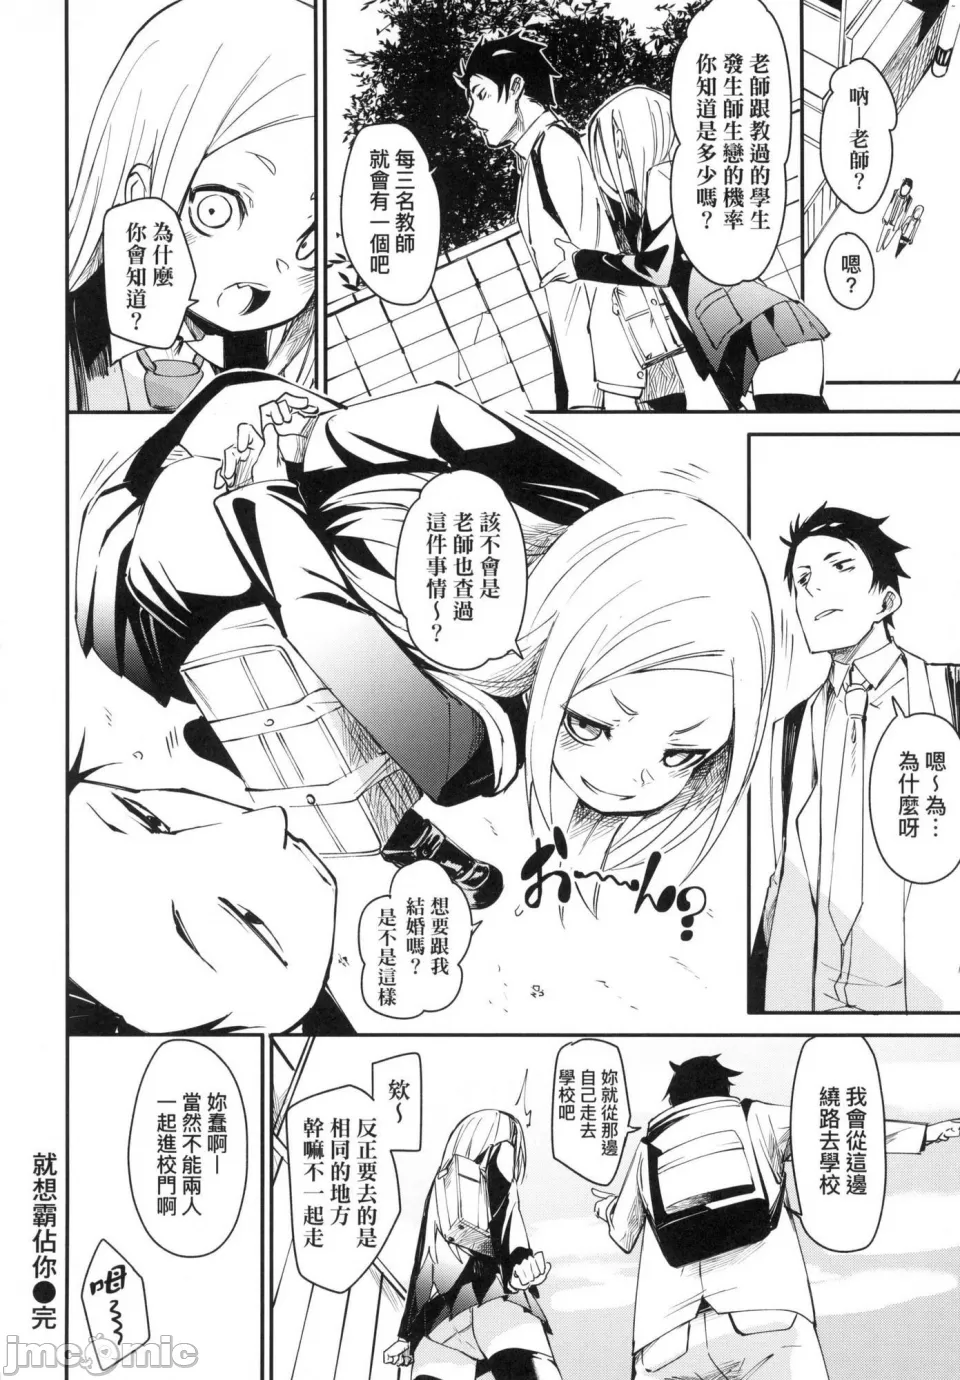 吶—老師？
嗯？
老師跟教過的學生
發生師生戀的機率
你知道是多少嗎？
每三名教師
就會有一個吧
為什麼
你會知道？
嗯～為…
為什麼呀
該不會是
老師也查過
這件事情～？
お——ん？
想要跟我
結婚嗎？
是不是這樣
我會從這邊
繞路去學校
妳就從那邊
自己走去
學校吧
欸～
反正要去的是
相同的地方
幹嘛不一起走
妳蠢啊—
當然不能兩人
一起進校門啊
呣～～
就想霸佔你●完
jmcomic